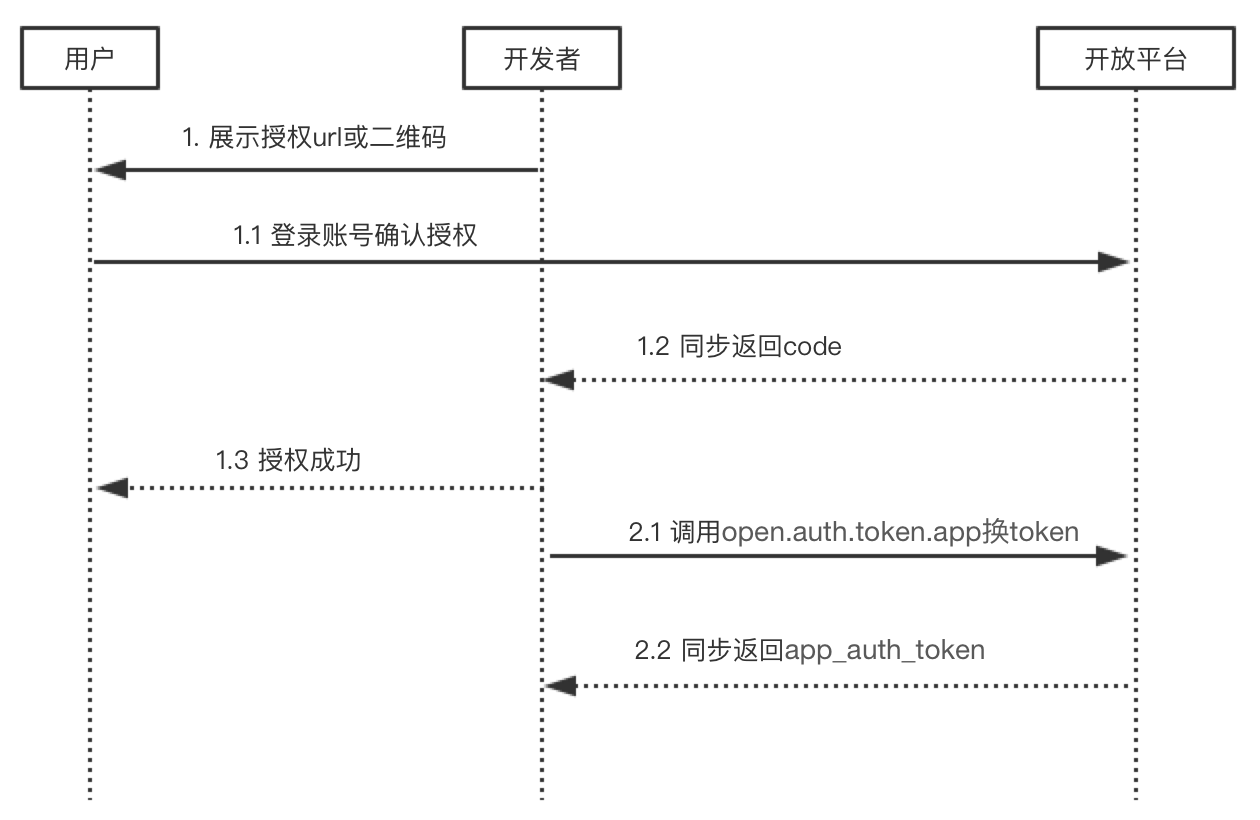 用户
开发者
开放平台
1. 展示授权url或二维码
1.1 登录账号确认授权
1.2 同步返回code
1.3 授权成功
2.1 调用open.auth.token.app换token
2.2 同步返回app_auth_token